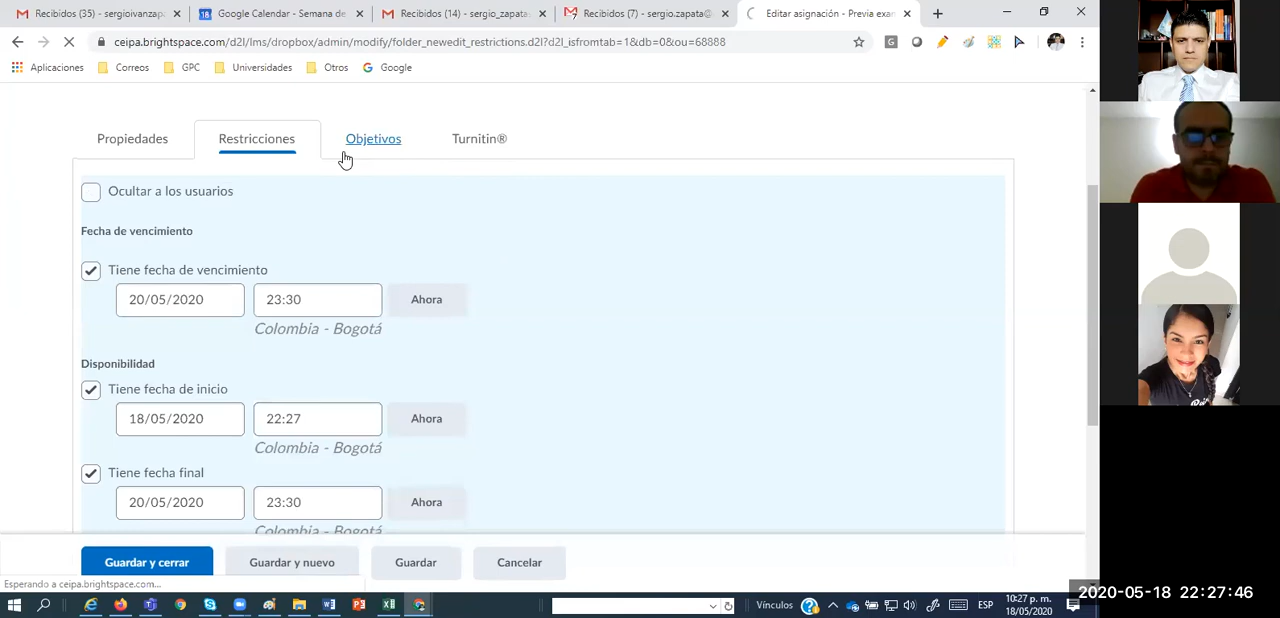 Recibidos (35) - sergioivanzap
Google Calendar - Semana de
Recibidos (14) - sergio_zapata
Recibidos (7) - sergio.zapata@
Editar asignación - Previa exar
ceipa.brightspace.com/d2l/lms/dropbox/admin/modify/folder_newedit_restrictions.d2l?d2l_isfromtab=1&db=0&ou=68888
Aplicaciones
Correos
GPC
Universidades
Otros
Google
Propiedades
Restricciones
Objetivos
Turnitin®
Ocultar a los usuarios
Fecha de vencimiento
Tiene fecha de vencimiento
20/05/2020 23:30 Ahora
Colombia - Bogotá
Disponibilidad
Tiene fecha de inicio
18/05/2020 22:27 Ahora
Colombia - Bogotá
Tiene fecha final
20/05/2020 23:30 Ahora
Colombia - Bogotá
Guardar y cerrar
Guardar y nuevo
Guardar
Cancelar
Esperando a ceipa.brightspace.com...
Vínculos
ESP
10:27 p. m.
18/05/2020
2020-05-18 22:27:46